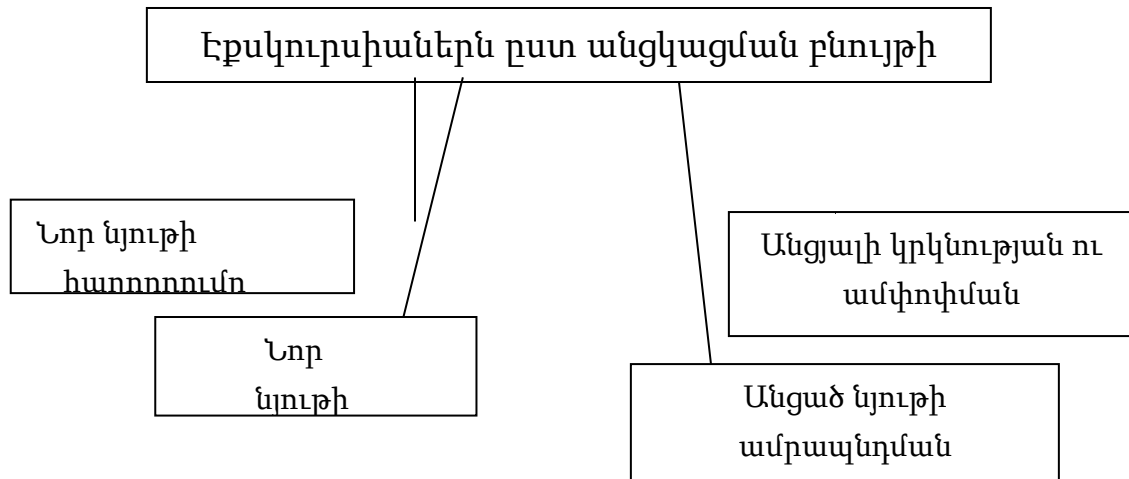 Էքսկուրսիաներն ըստ անցկացման բնույթի
Նոր նյութի
Նոր
նյութի
Անցյալի կրկնության ու
ամփոփման
Անցած նյութի
ամրապնդման